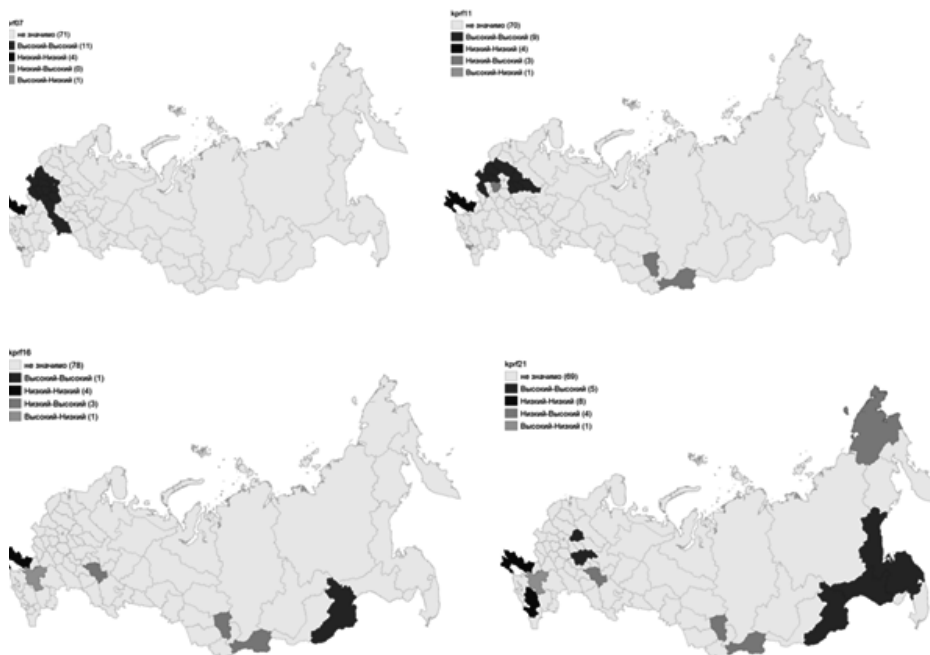 rf07
не значимо (71)
Высокий-Высокий (11)
Низкий-Низкий (4)
Низкий-Высокий (0)
Высокий-Низкий (1)
kprf11
не значимо (70)
Высокий-Высокий (9)
Низкий-Низкий (4)
Низкий-Высокий (3)
Высокий-Низкий (1)
kprf16
не значимо (78)
Высокий-Высокий (1)
Низкий-Низкий (4)
Низкий-Высокий (3)
Высокий-Низкий (1)
kprf21
не значимо (69)
Высокий-Высокий (5)
Низкий-Низкий (8)
Низкий-Высокий (4)
Высокий-Низкий (1)